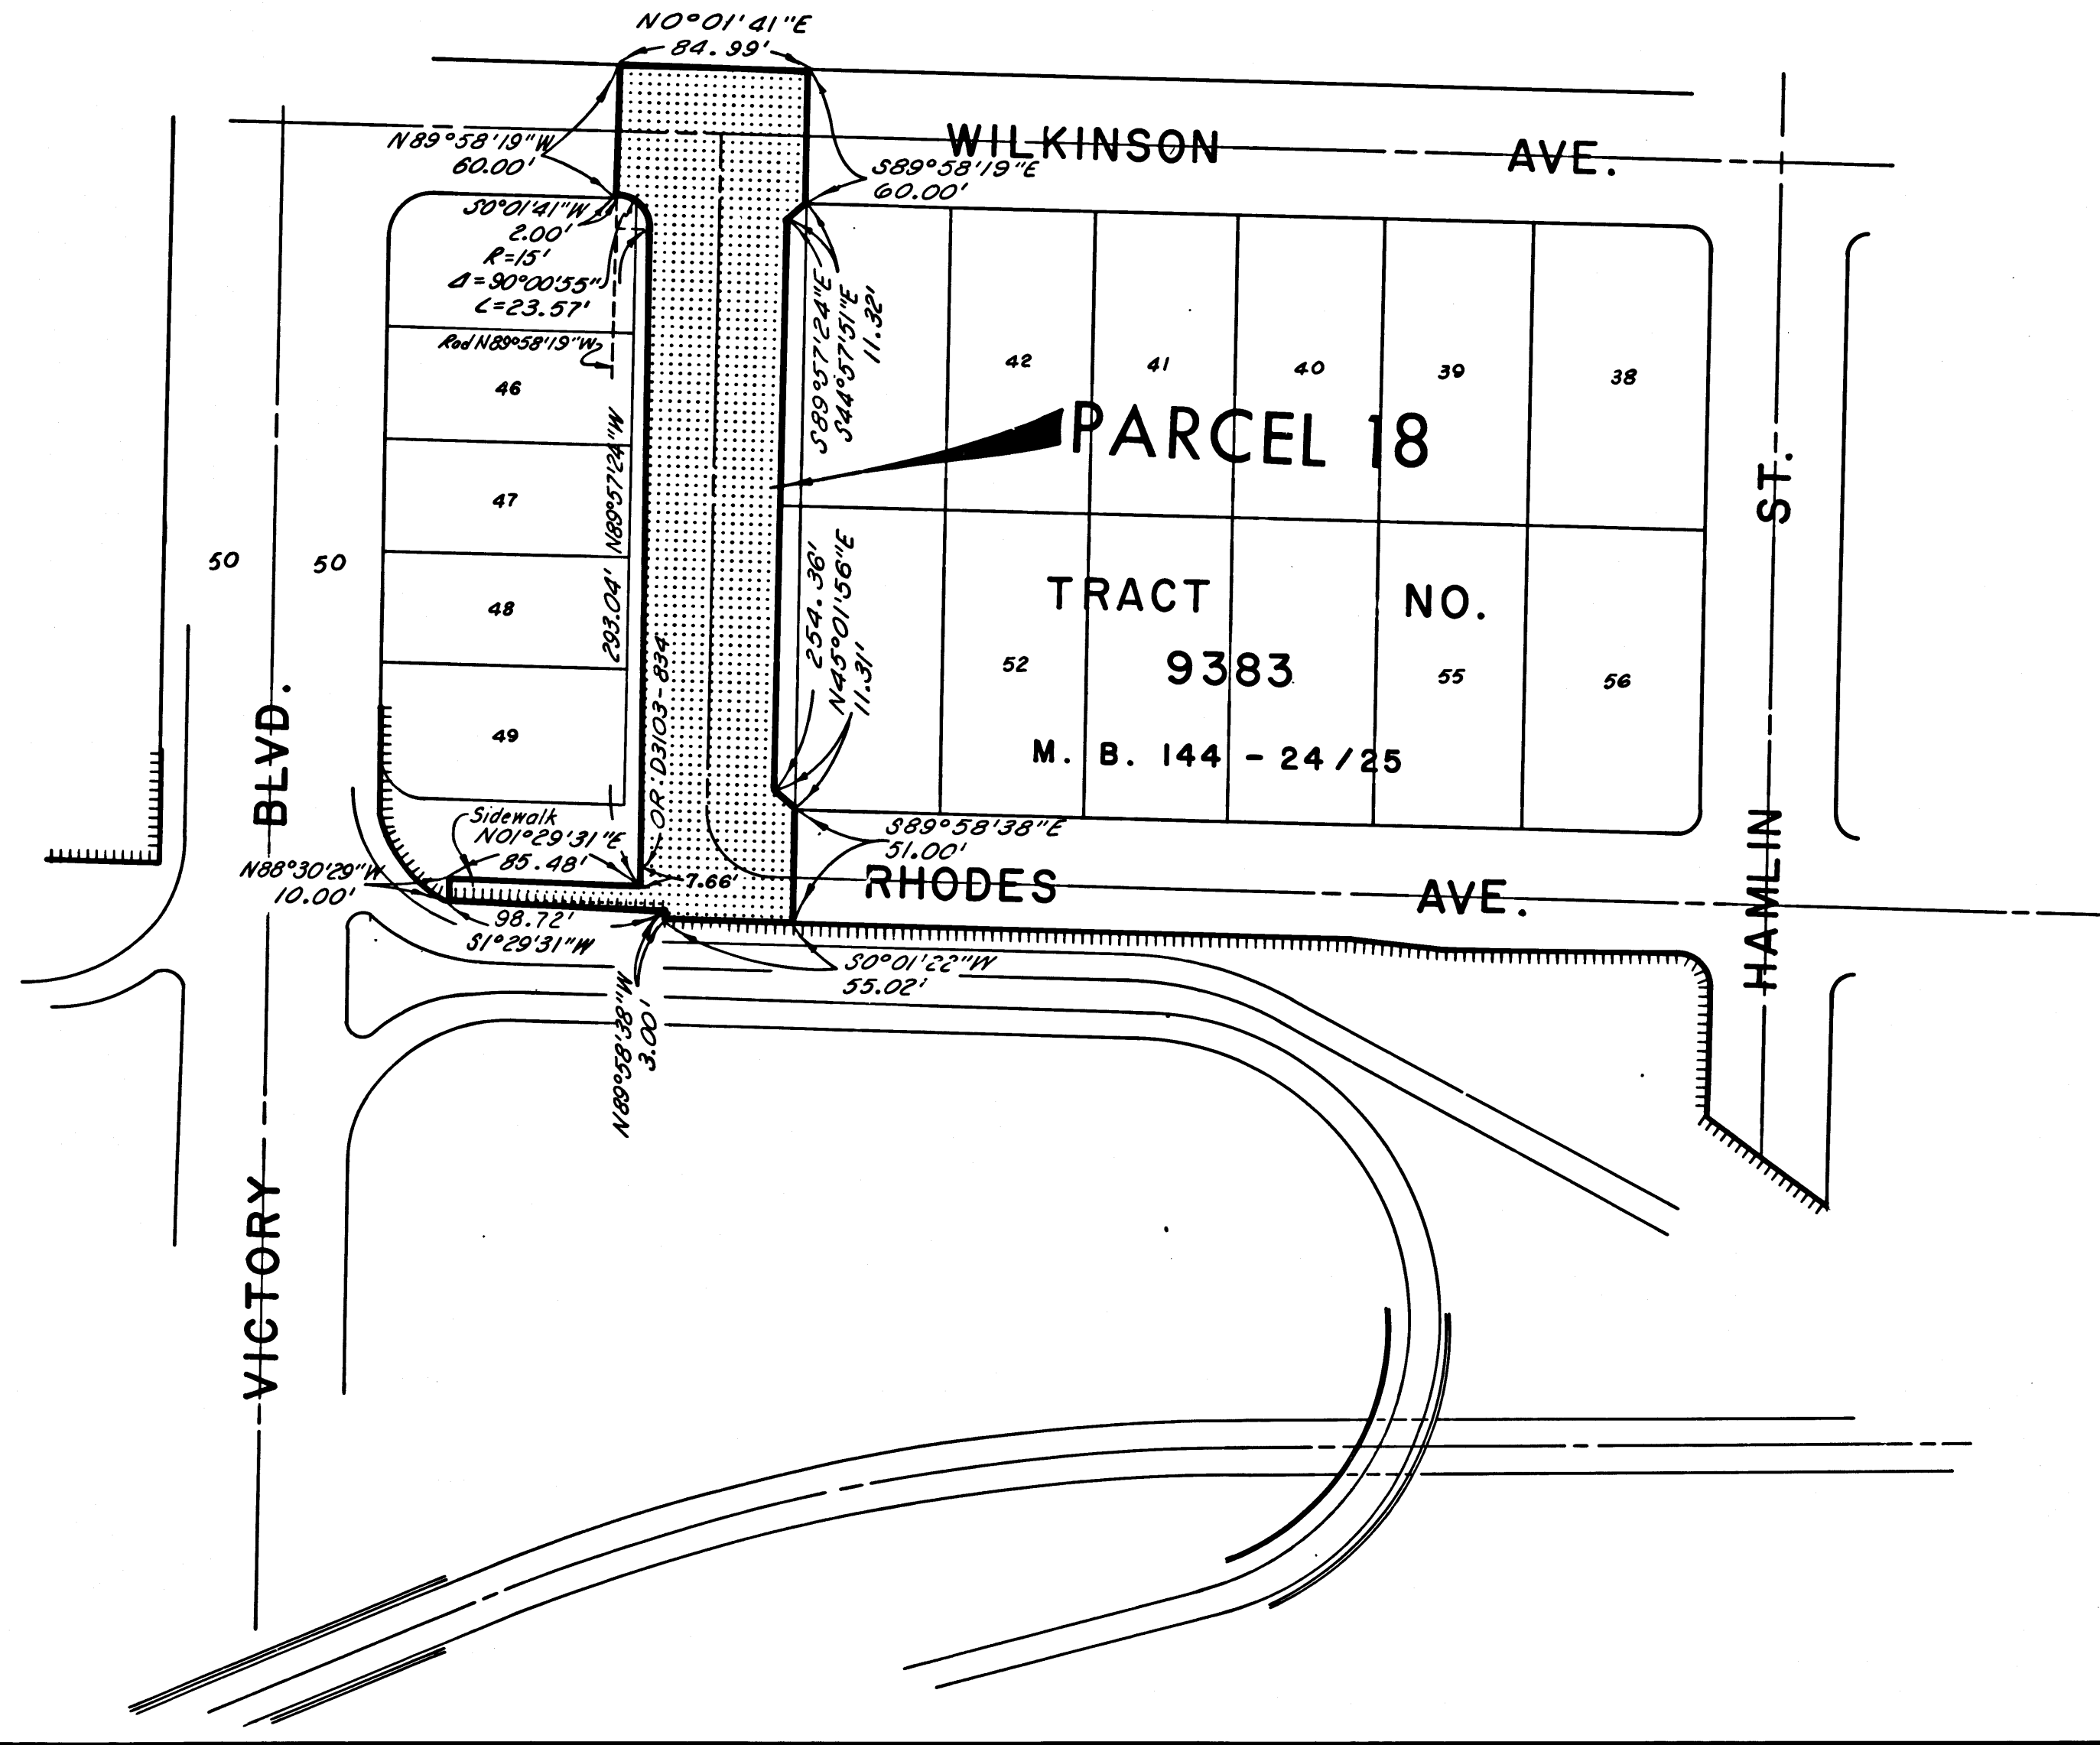 N0°01'41"E
84.99'
WILKINSON AVE.
N89°58'19"W
60.00'
S89°58'19"E
60.00'
S0°01'41"W
2.00'
R=15'
Δ=90°00'55"
L=23.57'
Rad N89°58'19"W
S89°57'24"E
S44°57'51"E
11.32'
42
41
40
39
38
46
PARCEL 18
N89°57'24"W
293.04'
47
ST.
50
50
254.36'
N45°01'56"E
11.31'
48
TRACT NO.
9383
52
55
56
O.R. D3103-834
49
M. B. 144 - 24/25
BLVD.
Sidewalk
N01°29'31"E
85.48'
S89°58'38"E
51.00'
N88°30'29"W
10.00'
7.66'
RHODES AVE.
HAMLIN
98.72'
S1°29'31"W
S0°01'22"W
55.02'
N89°58'38"W
3.00'
VICTORY